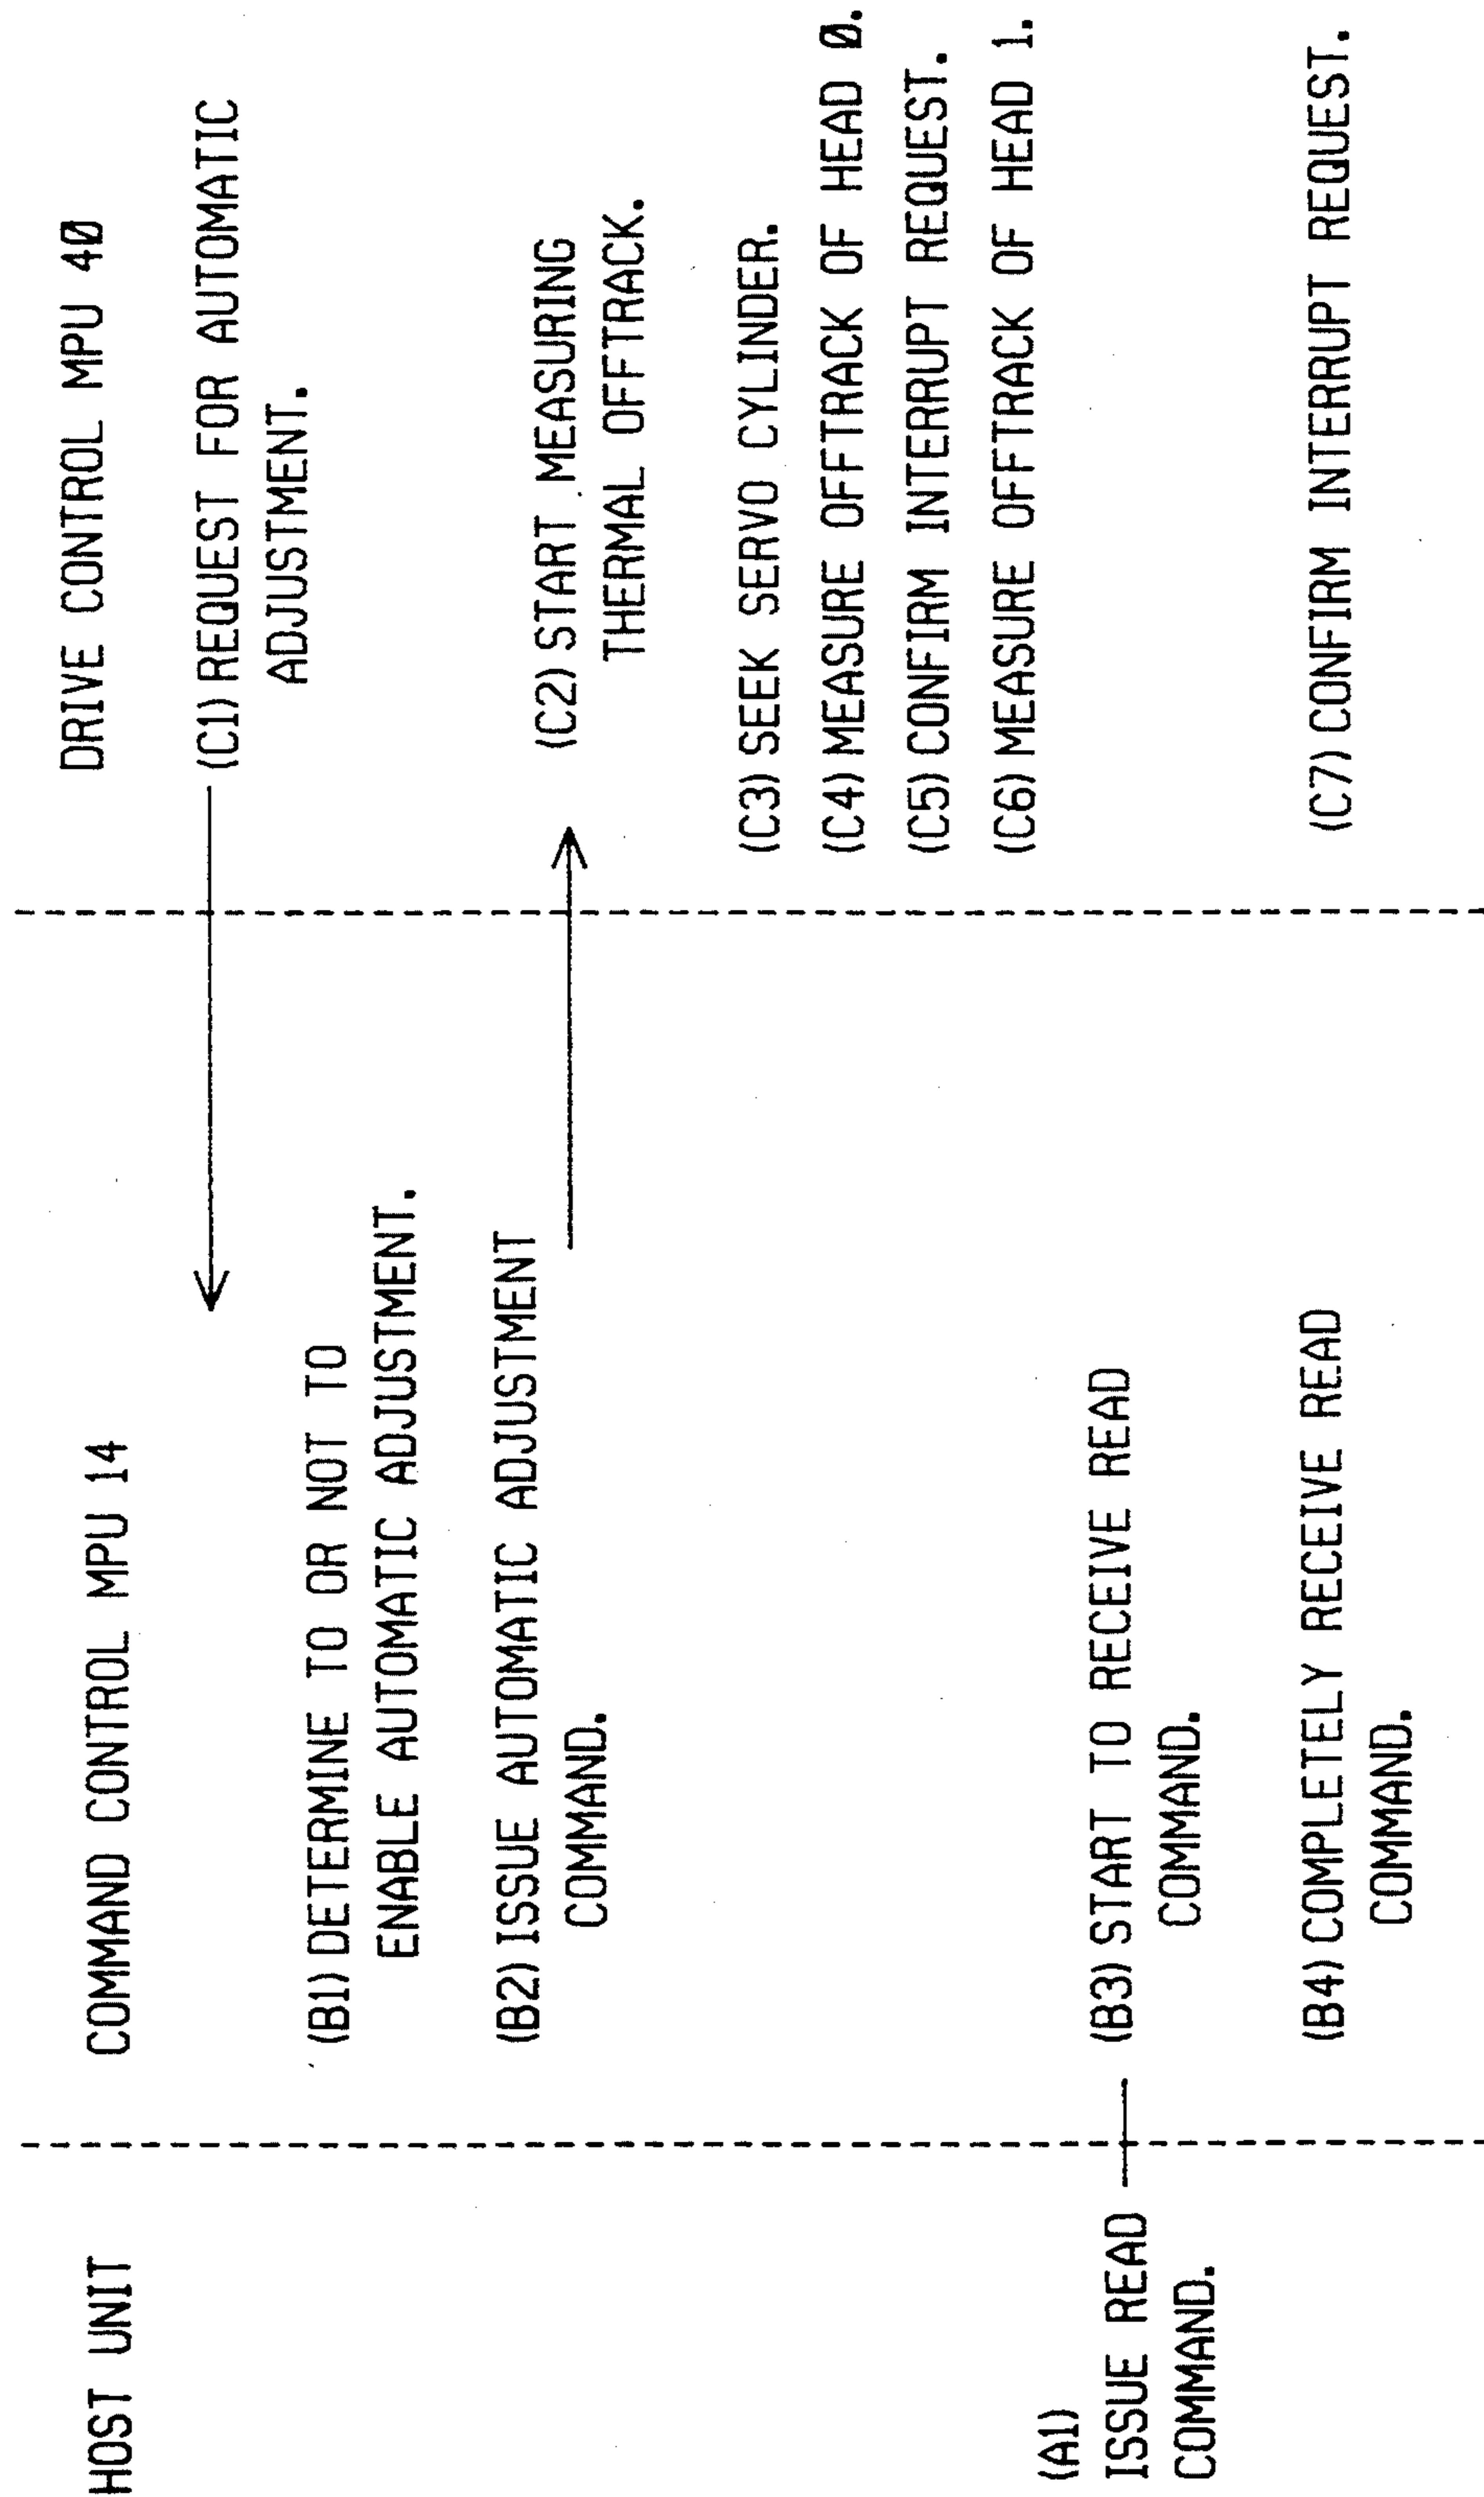 HOST UNIT
COMMAND CONTROL MPU 14
DRIVE CONTROL MPU 40
(C1) REQUEST FOR AUTOMATIC
ADJUSTMENT.
(B1) DETERMINE TO OR NOT TO
ENABLE AUTOMATIC ADJUSTMENT.
(B2) ISSUE AUTOMATIC ADJUSTMENT
COMMAND.
(C2) START MEASURING
THERMAL OFFTRACK.
(C3) SEEK SERVO CYLINDER.
(C4) MEASURE OFFTRACK OF HEAD 0.
(C5) CONFIRM INTERRUPT REQUEST.
(C6) MEASURE OFFTRACK OF HEAD 1.
(A1)
ISSUE READ
COMMAND.
(B3) START TO RECEIVE READ
COMMAND.
(B4) COMPLETELY RECEIVE READ
COMMAND.
(C7) CONFIRM INTERRUPT REQUEST.